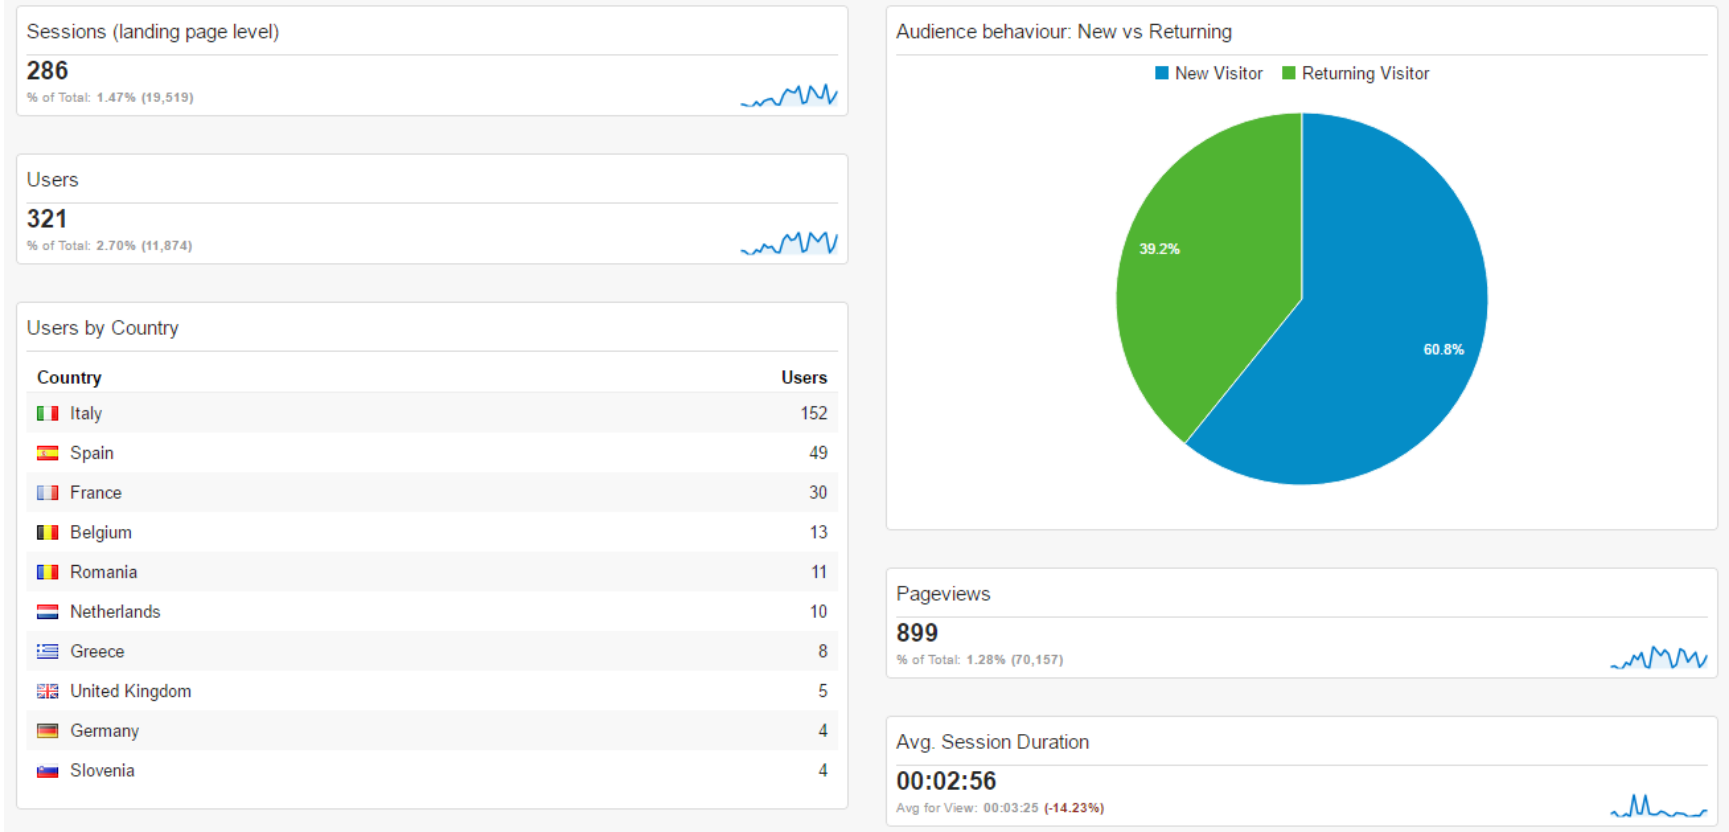 Sessions (landing page level)
286
% of Total: 1.47% (19,519)
Users
321
% of Total: 2.70% (11,874)
Users by Country
Country Users
Italy 152
Spain 49
France 30
Belgium 13
Romania 11
Netherlands 10
Greece 8
United Kingdom 5
Germany 4
Slovenia 4
Audience behaviour: New vs Returning
New Visitor Returning Visitor
39.2%
60.8%
Pageviews
899
% of Total: 1.28% (70,157)
Avg. Session Duration
00:02:56
Avg for View: 00:03:25 (-14.23%)